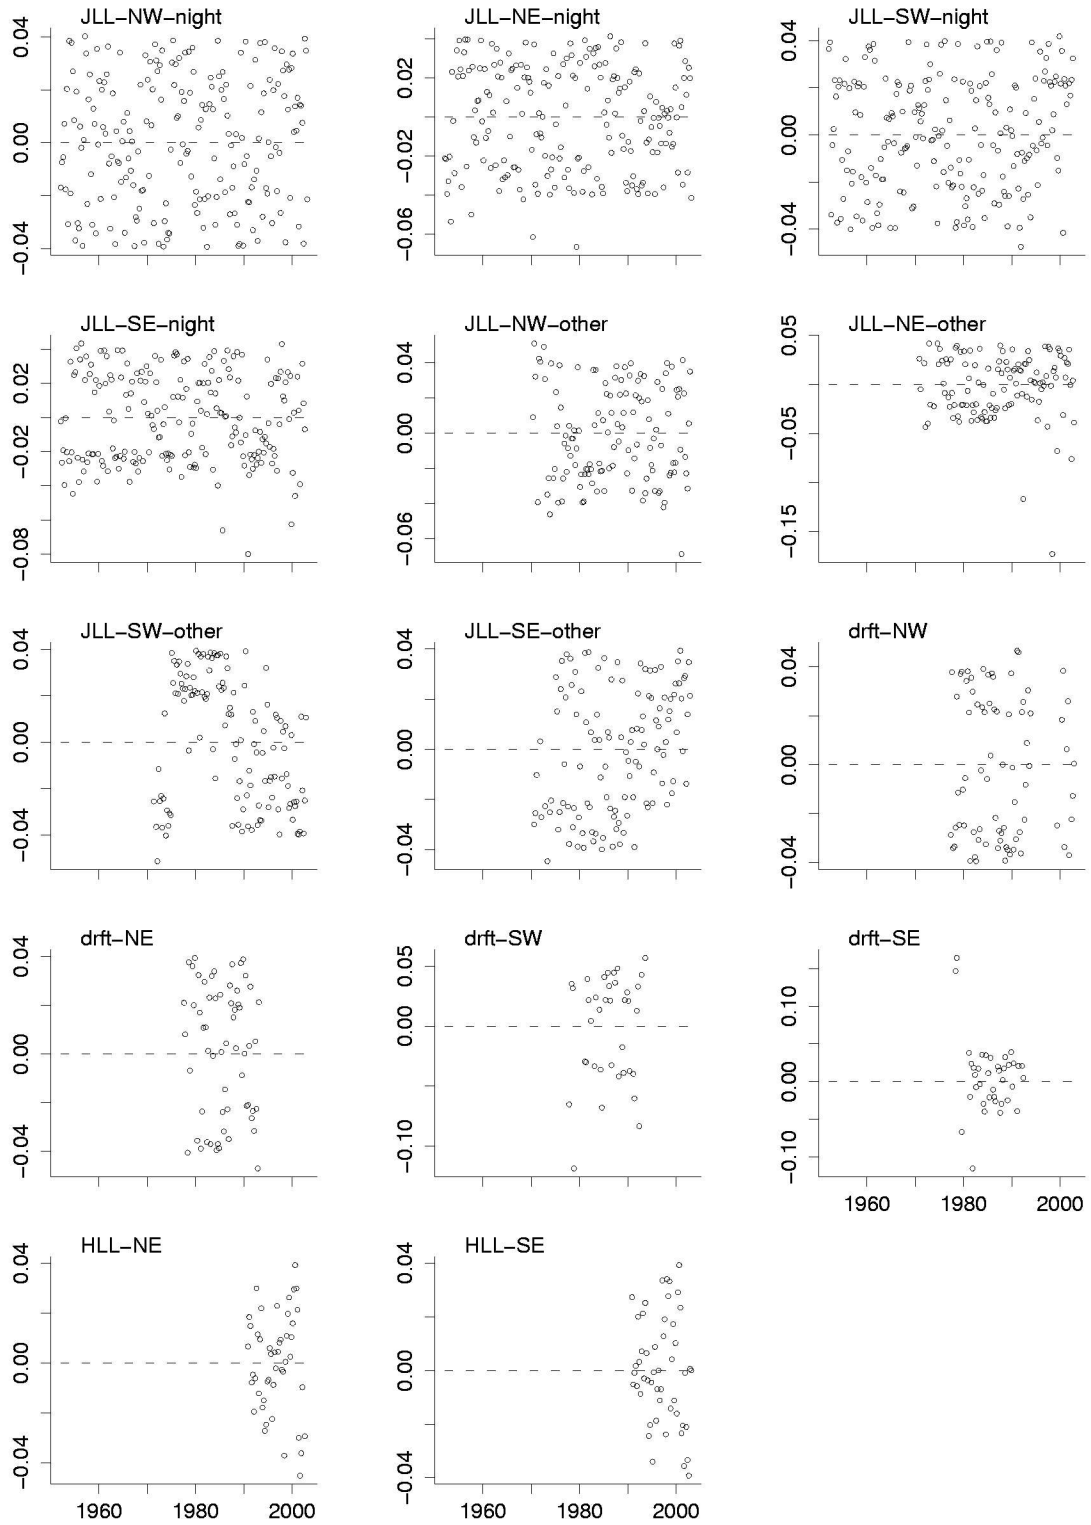 JLL−NW−night
0.04
0.00
−0.04
JLL−NE−night
0.02
−0.02
−0.06
JLL−SW−night
0.04
0.00
−0.04
JLL−SE−night
0.02
−0.02
−0.08
JLL−NW−other
0.04
0.00
−0.06
JLL−NE−other
0.05
−0.05
−0.15
JLL−SW−other
0.04
0.00
−0.04
JLL−SE−other
0.04
0.00
−0.04
drft−NW
0.04
0.00
−0.04
drft−NE
0.04
0.00
−0.04
drft−SW
0.05
0.00
−0.10
drft−SE
0.10
0.00
−0.10
1960 1980 2000
HLL−NE
0.04
0.00
−0.04
1960 1980 2000
HLL−SE
0.04
0.00
−0.04
1960 1980 2000